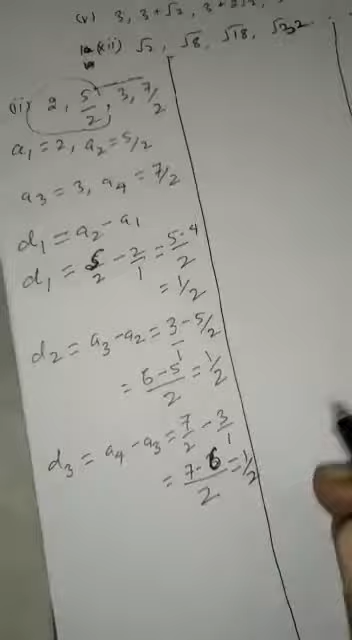 (v) 3, 3+√2, 3+2√2,
(xii) √2, √8, √18, √32
(ii) 2, 5/2, 3, 7/2
a₁=2, a₂=5/2
a₃=3, a₄=7/2
d₁=a₂-a₁
d₁=5/2-2/1=5-4/2
=1/2
d₂=a₃-a₂=3/1-5/2
=6-5/2=1/2
d₃=a₄-a₃=7/2-3/1
=7-6/2=1/2